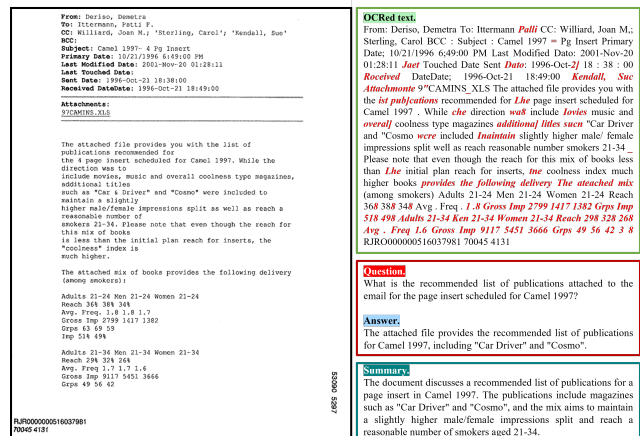 From: Deriso, Demetra
To: Ittermann, Patti F.
CC: Williard, Joan M.; 'Sterling, Carol'; 'Kendall, Sue'
BCC:
Subject: Camel 1997- 4 Pg Insert
Primary Date: 10/21/1996 6:49:00 PM
Last Modified Date: 2001-Nov-20 01:28:11
Last Touched Date:
Sent Date: 1996-Oct-21 18:38:00
Received DateDate: 1996-Oct-21 18:49:00
Attachments:
97CAMINS.XLS
The attached file provides you with the list of
publications recommended for
the 4 page insert scheduled for Camel 1997. While the
direction was to
include movies, music and overall coolness type magazines,
additional titles
such as "Car & Driver" and "Cosmo" were included to
maintain a slightly
higher male/female impressions split as well as reach a
reasonable number of
smokers 21-34. Please note that even though the reach for
this mix of books
is less than the initial plan reach for inserts, the
"coolness" index is
much higher.
The attached mix of books provides the following delivery
(among smokers):
Adults 21-24 Men 21-24 Women 21-24
Reach 36% 38% 34%
Avg. Freq. 1.8 1.8 1.7
Gross Imp 2799 1417 1382
Grps 63 69 59
Imp 51% 49%
Adults 21-34 Men 21-34 Women 21-34
Reach 29% 32% 26%
Avg. Freq 1.7 1.7 1.6
Gross Imp 9117 5451 3666
Grps 49 56 42
53090 5297
RJR0000000516037981
70045 4131
OCRed text.
From: Deriso, Demetra To: Ittermann Palli CC: Williard, Joan M,;
Sterling, Carol BCC : Subject : Camel 1997 = Pg Insert Primary
Date; 10/21/1996 6;49:00 PM Last Modified Dato: 2001-Nov-20
01:28:11 Jaet Touched Date Sent Dato: 1996-Oct-2] 18 : 38 : 00
Roceived DateDate; 1996-Oct-21 18:49:00 Kendall, Sue
Attachmonte 9"CAMINS_XLS The attached file provides you with
the ist pub[cations recommended for Lhe page insert scheduled for
Camel 1997 . While che direction wa8 include Iovies music and
overal] coolness type magazines additiona[ litles sucn "Car Driver
and "Cosmo wcre included Inaintain slightly higher male/ female
impressions split well as reach reasonable number smokers 21-34 _
Please note that even though the reach for this mix of books less
than Lhe initial plan reach for inserts, tne coolness index much
higher books provides the following delivery The ateached mix
(among smokers) Adults 21-24 Men 21-24 Women 21-24 Reach
368 388 348 Avg . Freq . 1 .8 Gross Imp 2799 1417 1382 Grps Imp
518 498 Adults 21-34 Ken 21-34 Women 21-34 Reach 298 328 268
Avg . Freq 1.6 Gross Imp 9117 5451 3666 Grps 49 56 42 3 8
RJRO000000516037981 70045 4131
Question.
What is the recommended list of publications attached to the
email for the page insert scheduled for Camel 1997?
Answer.
The attached file provides the recommended list of publications
for Camel 1997, including "Car Driver" and "Cosmo".
Summary.
The document discusses a recommended list of publications for a
page insert in Camel 1997. The publications include magazines
such as "Car Driver" and "Cosmo", and the mix aims to maintain
a slightly higher male/female impressions split and reach a
reasonable number of smokers aged 21-34.